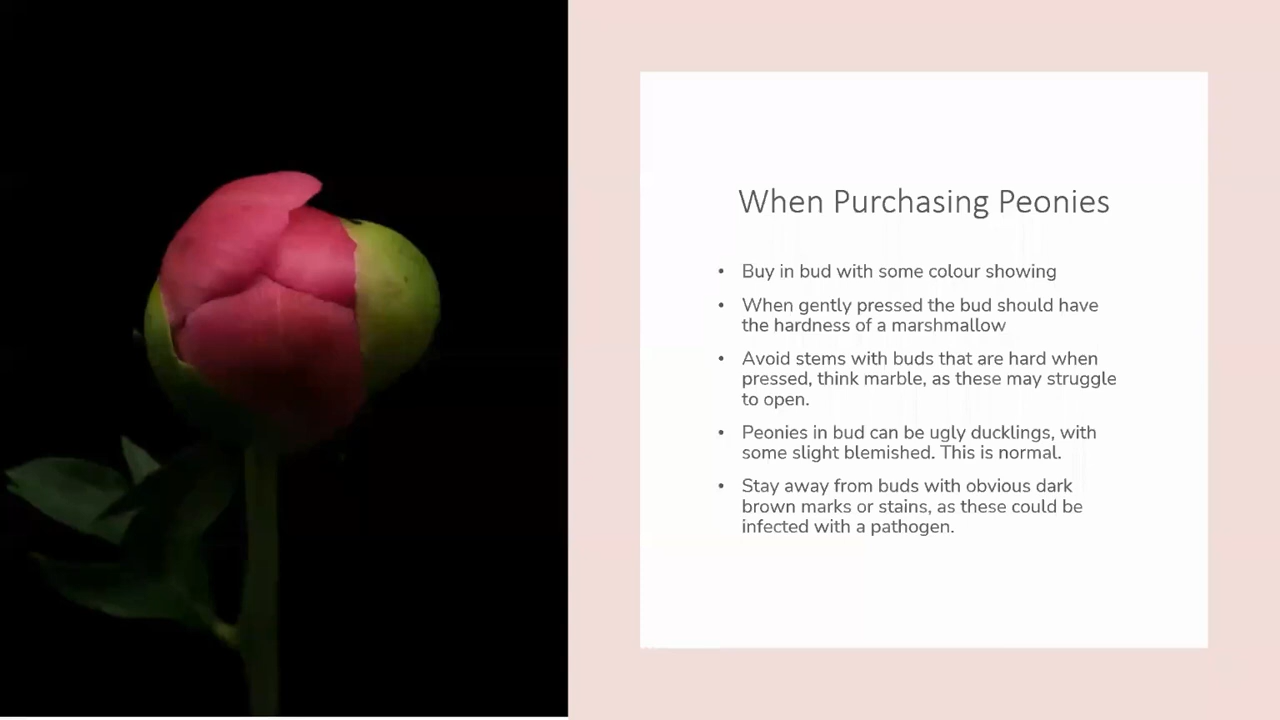 When Purchasing Peonies
• Buy in bud with some colour showing
• When gently pressed the bud should have
the hardness of a marshmallow
• Avoid stems with buds that are hard when
pressed, think marble, as these may struggle
to open.
• Peonies in bud can be ugly ducklings, with
some slight blemished. This is normal.
• Stay away from buds with obvious dark
brown marks or stains, as these could be
infected with a pathogen.